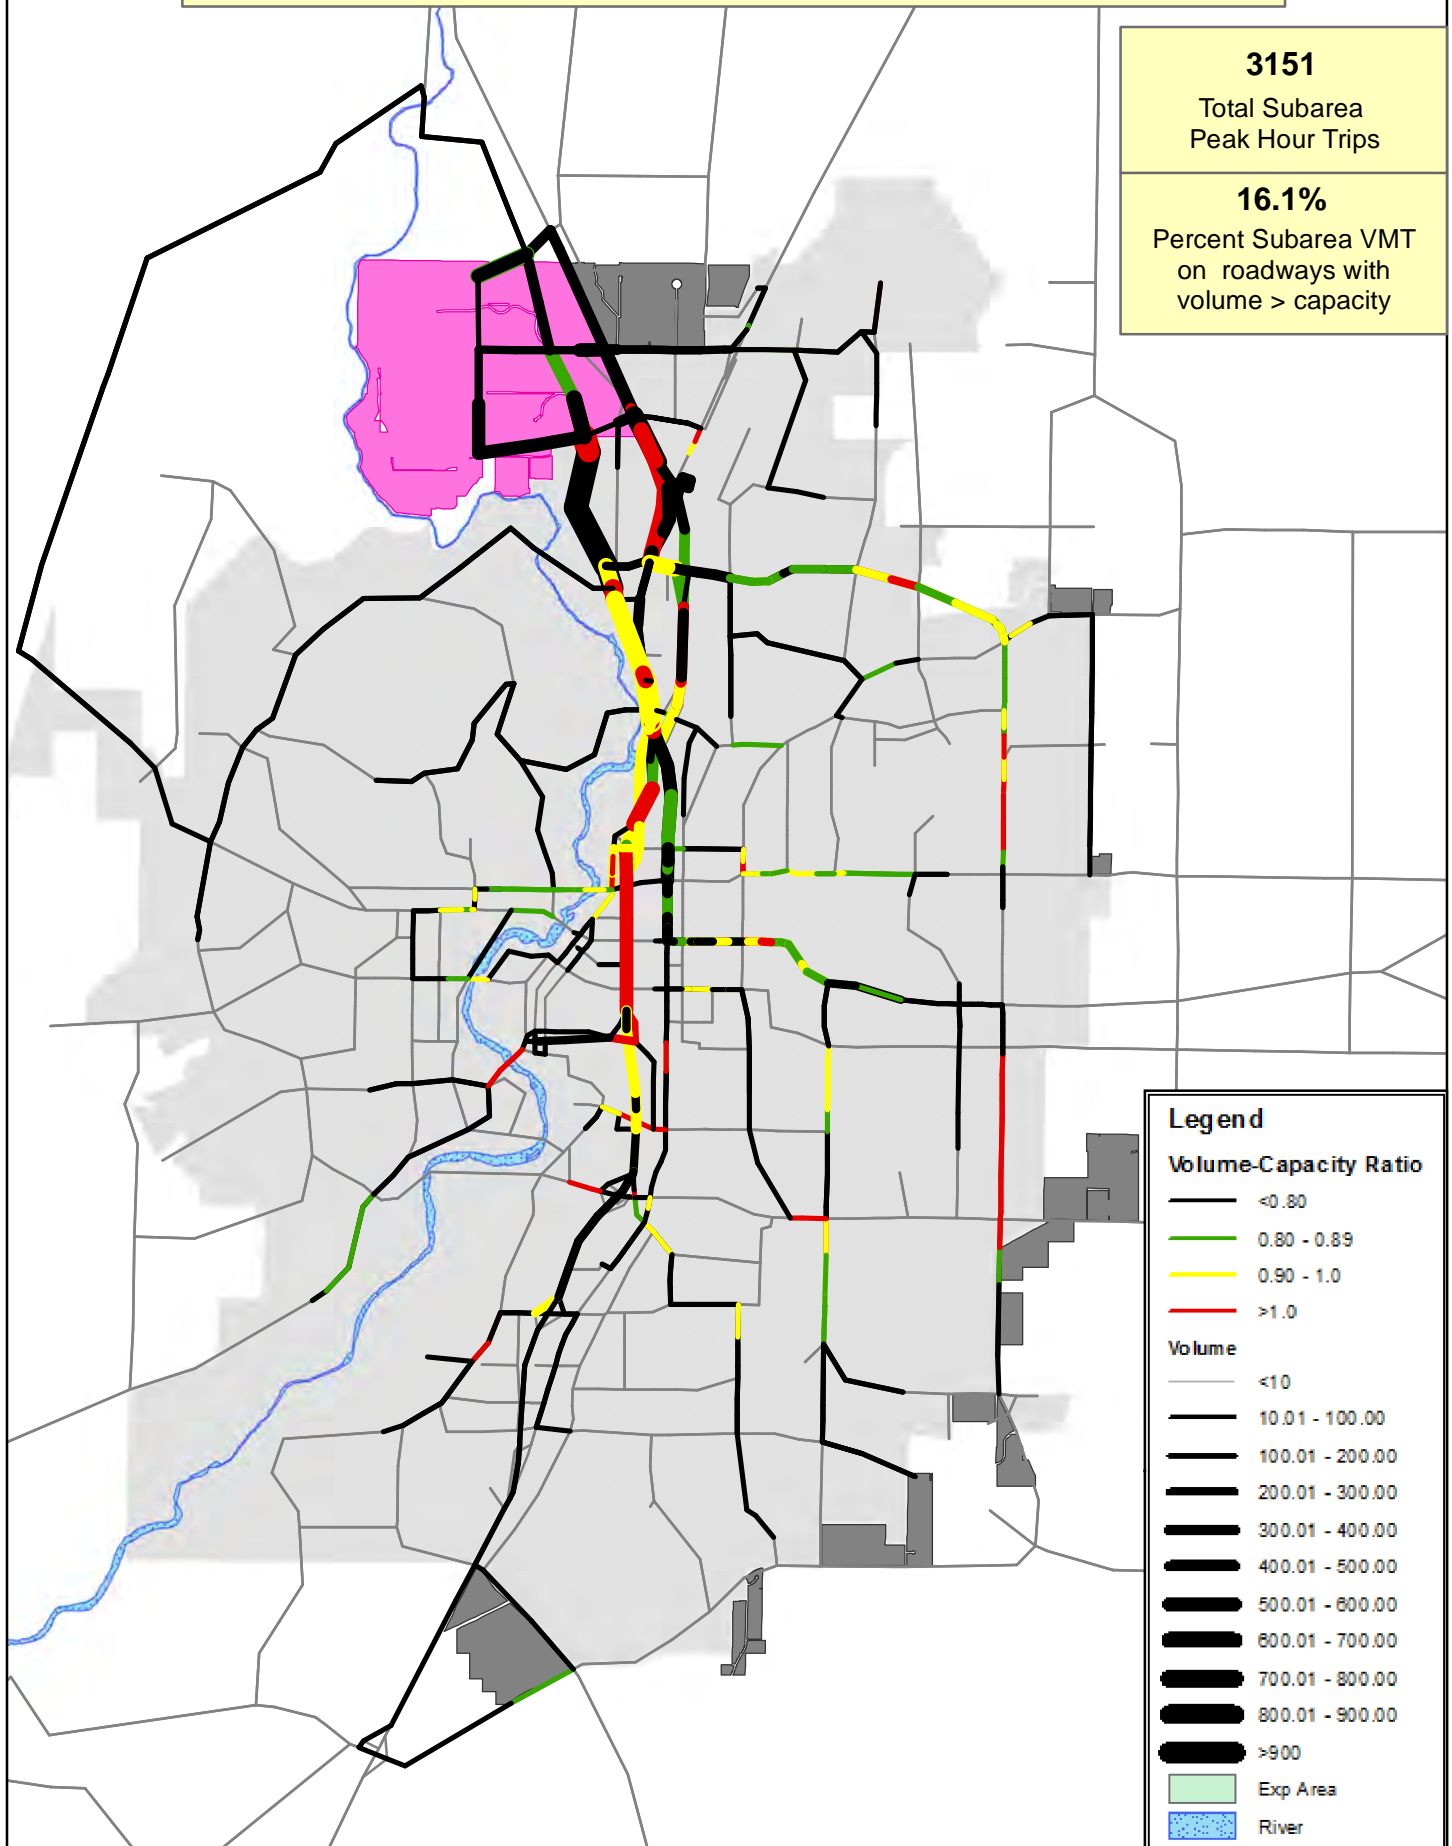 3151
Total Subarea
Peak Hour Trips
16.1%
Percent Subarea VMT
on roadways with
volume > capacity
Legend
Volume-Capacity Ratio
<0.80
0.80 - 0.89
0.90 - 1.0
>1.0
Volume
<10
10.01 - 100.00
100.01 - 200.00
200.01 - 300.00
300.01 - 400.00
400.01 - 500.00
500.01 - 600.00
600.01 - 700.00
700.01 - 800.00
800.01 - 900.00
>900
Exp Area
River